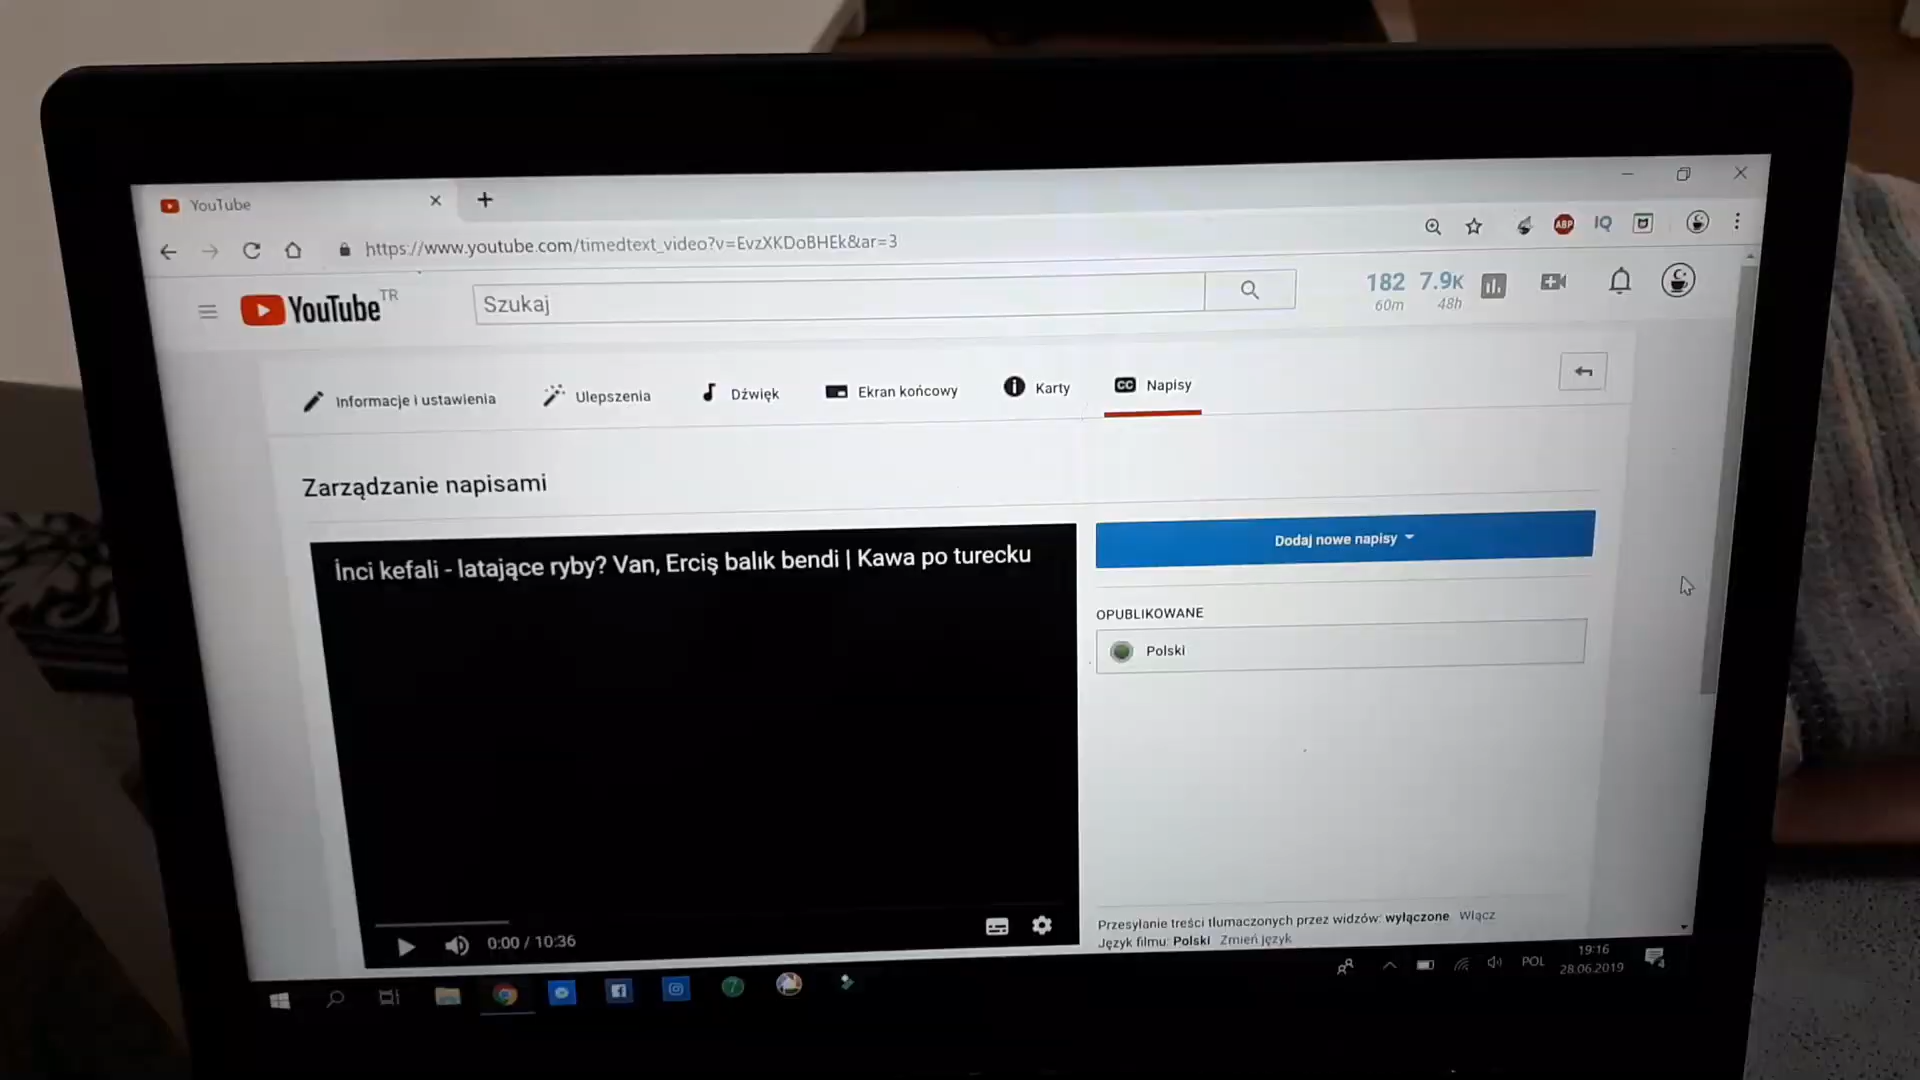 YouTube
https://www.youtube.com/timedtext_video?v=EvzXKDoBHEk&ar=3
ABP
IQ
YouTube TR
Szukaj
182 7.9K
60m 48h
Informacje i ustawienia
Ulepszenia
Dźwięk
Ekran końcowy
Karty
CC Napisy
Zarządzanie napisami
İnci kefali - latające ryby? Van, Erciş balık bendi | Kawa po turecku
Dodaj nowe napisy
OPUBLIKOWANE
Polski
Przesyłanie treści tłumaczonych przez widzów: wyłączone Włącz
Język filmu: Polski Zmień język
0:00 / 10:36
POL
19:16
28.06.2019